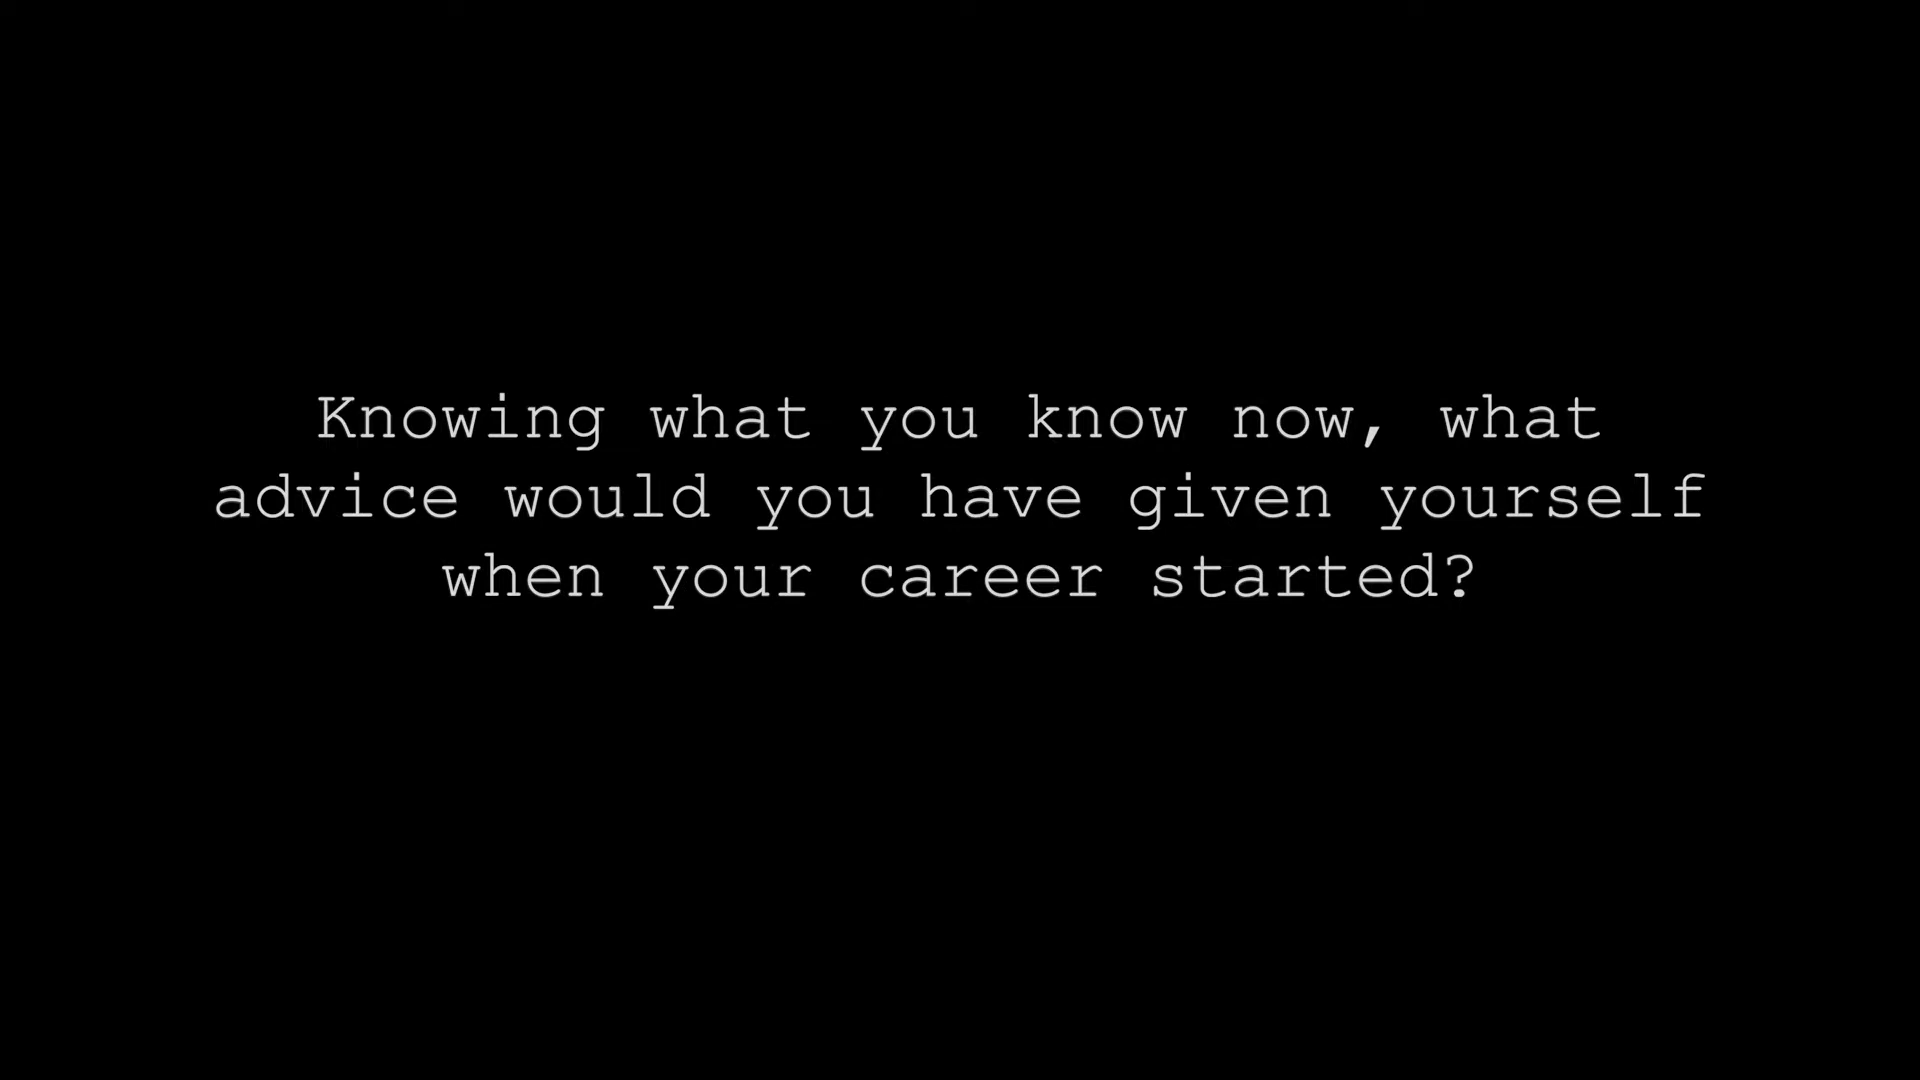 Knowing what you know now, what
advice would you have given yourself
when your career started?